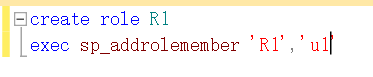 create role R1
exec sp_addrolemember 'R1','u1'